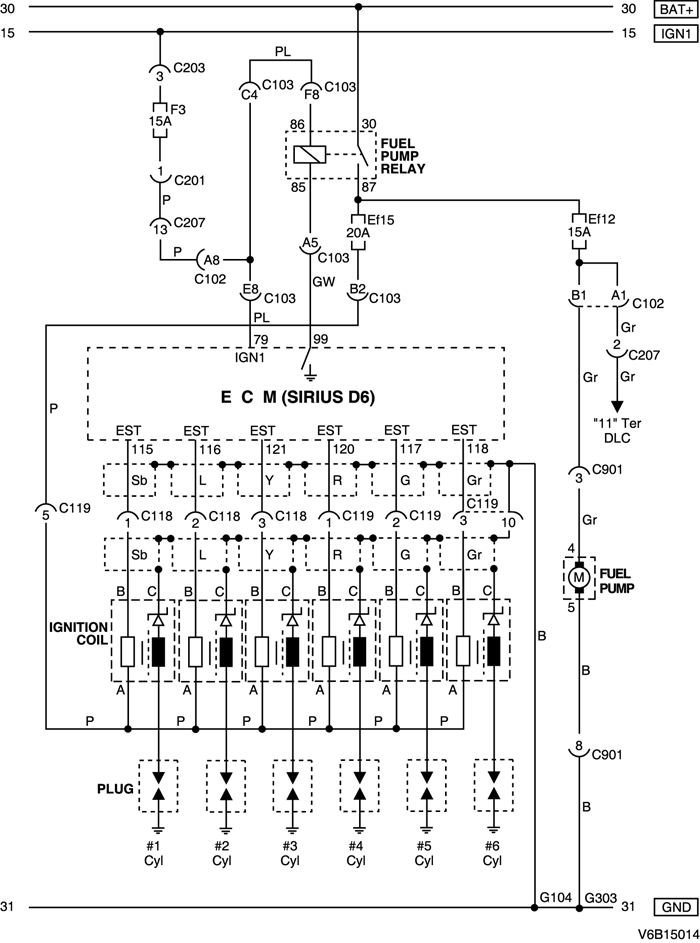 30 30 BAT+
15 15 IGN1
PL
C203
3
C103 C103
C4 F8
F3
15A
86 30
FUEL
PUMP
RELAY
85 87
1
C201
P
C207
13
P
A8
C102
Ef15
20A
Ef12
15A
A5
C103
GW
E8
C103
B2
C103
B1 A1
C102
PL
Gr
2
C207
79 99
IGN1
Gr Gr
E C M (SIRIUS D6)
"11" Ter
DLC
P
EST EST EST EST EST EST
115 116 121 120 117 118
Sb L Y R G Gr
C901
3
C119
5
C119
C118 C118 C118 C119 C119
1 2 3 1 2 3 10
Gr
Sb L Y R G Gr
4
M
FUEL
PUMP
5
B C B C B C B C B C B C
IGNITION
COIL
B
B
A A A A A A
P P P P P P
8
C901
PLUG
B
#1 #2 #3 #4 #5 #6
Cyl Cyl Cyl Cyl Cyl Cyl
G104 G303
31 31 GND
V6B15014